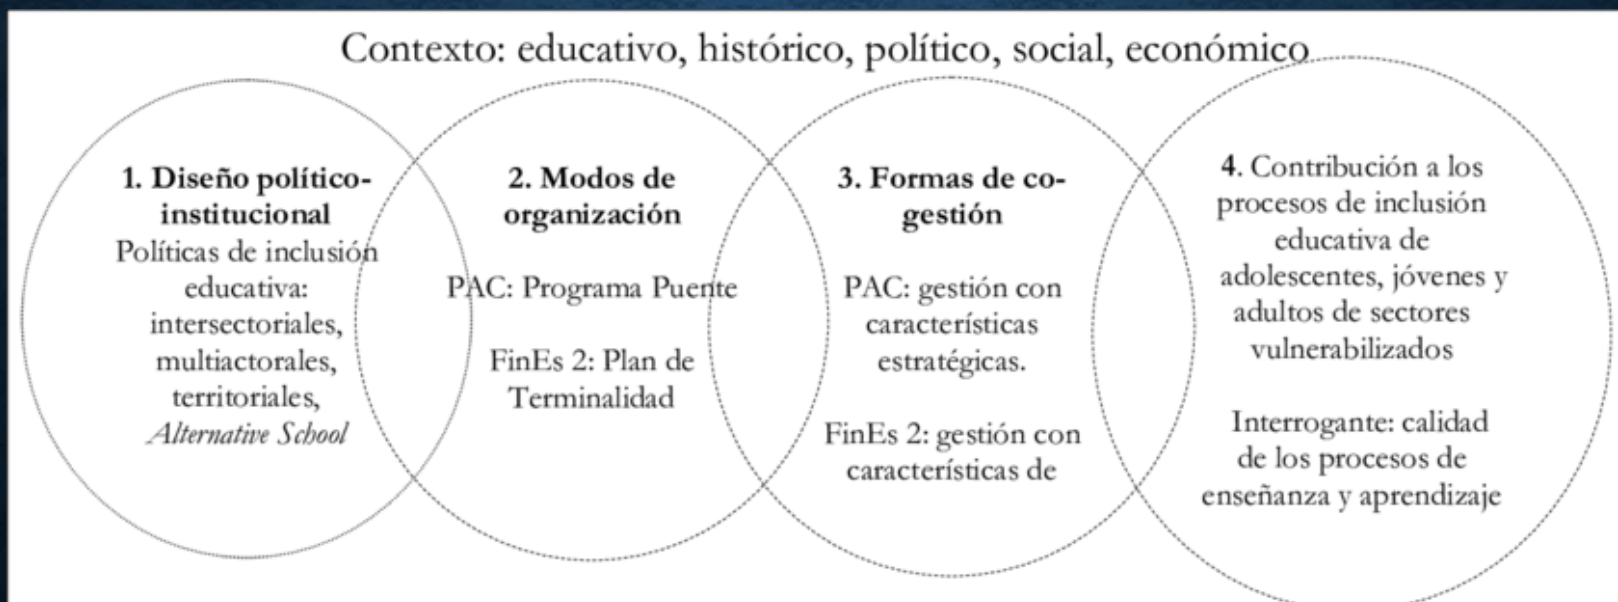 Contexto: educativo, histórico, político, social, económico
1. Diseño político-
institucional
Políticas de inclusión
educativa:
intersectoriales,
multiactorales,
territoriales,
Alternative School
2. Modos de
organización
PAC: Programa Puente
FinEs 2: Plan de
Terminalidad
3. Formas de co-
gestión
PAC: gestión con
características
estratégicas.
FinEs 2: gestión con
características de
4. Contribución a los
procesos de inclusión
educativa de
adolescentes, jóvenes y
adultos de sectores
vulnerabilizados
Interrogante: calidad
de los procesos de
enseñanza y aprendizaje